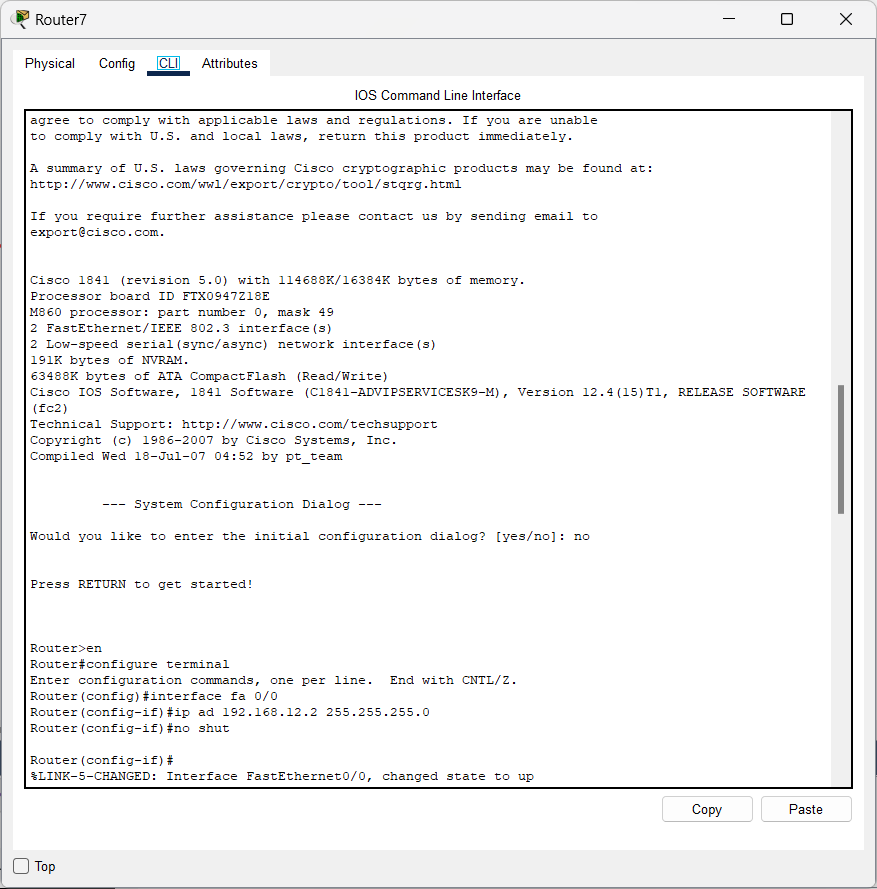 Router7
Physical Config CLI Attributes
IOS Command Line Interface
agree to comply with applicable laws and regulations. If you are unable
to comply with U.S. and local laws, return this product immediately.
A summary of U.S. laws governing Cisco cryptographic products may be found at:
http://www.cisco.com/wwl/export/crypto/tool/stqrg.html
If you require further assistance please contact us by sending email to
export@cisco.com.
Cisco 1841 (revision 5.0) with 114688K/16384K bytes of memory.
Processor board ID FTX0947Z18E
M860 processor: part number 0, mask 49
2 FastEthernet/IEEE 802.3 interface(s)
2 Low-speed serial(sync/async) network interface(s)
191K bytes of NVRAM.
63488K bytes of ATA CompactFlash (Read/Write)
Cisco IOS Software, 1841 Software (C1841-ADVIPSERVICESK9-M), Version 12.4(15)T1, RELEASE SOFTWARE
(fc2)
Technical Support: http://www.cisco.com/techsupport
Copyright (c) 1986-2007 by Cisco Systems, Inc.
Compiled Wed 18-Jul-07 04:52 by pt_team
--- System Configuration Dialog ---
Would you like to enter the initial configuration dialog? [yes/no]: no
Press RETURN to get started!
Router>en
Router#configure terminal
Enter configuration commands, one per line.  End with CNTL/Z.
Router(config)#interface fa 0/0
Router(config-if)#ip ad 192.168.12.2 255.255.255.0
Router(config-if)#no shut
Router(config-if)#
%LINK-5-CHANGED: Interface FastEthernet0/0, changed state to up
Copy Paste
Top